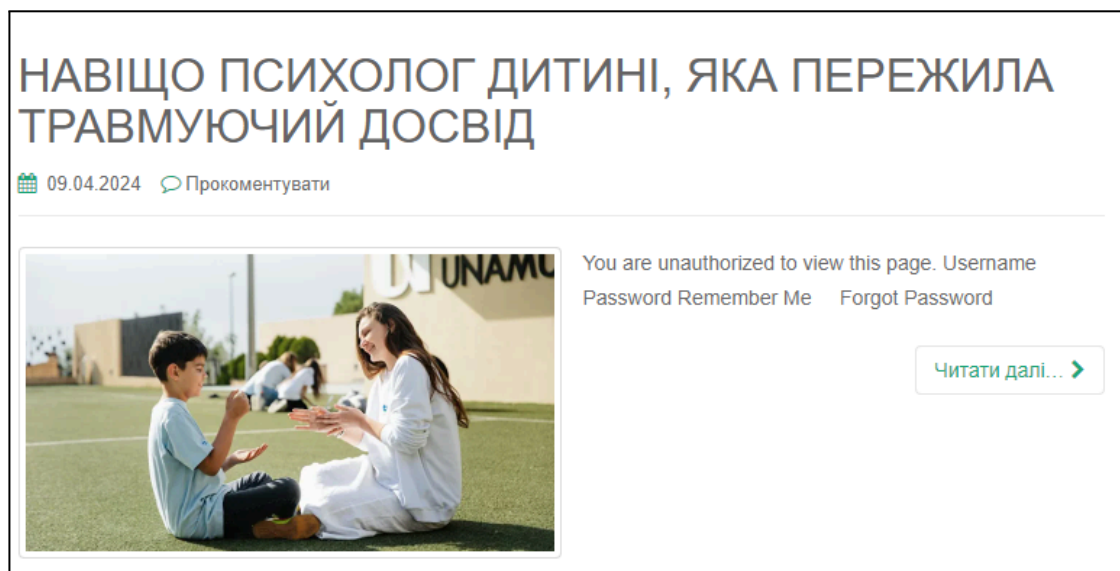 НАВІЩО ПСИХОЛОГ ДИТИНІ, ЯКА ПЕРЕЖИЛА
ТРАВМУЮЧИЙ ДОСВІД
09.04.2024 Прокоментувати
UNAMU
You are unauthorized to view this page. Username
Password Remember Me Forgot Password
Читати далі...